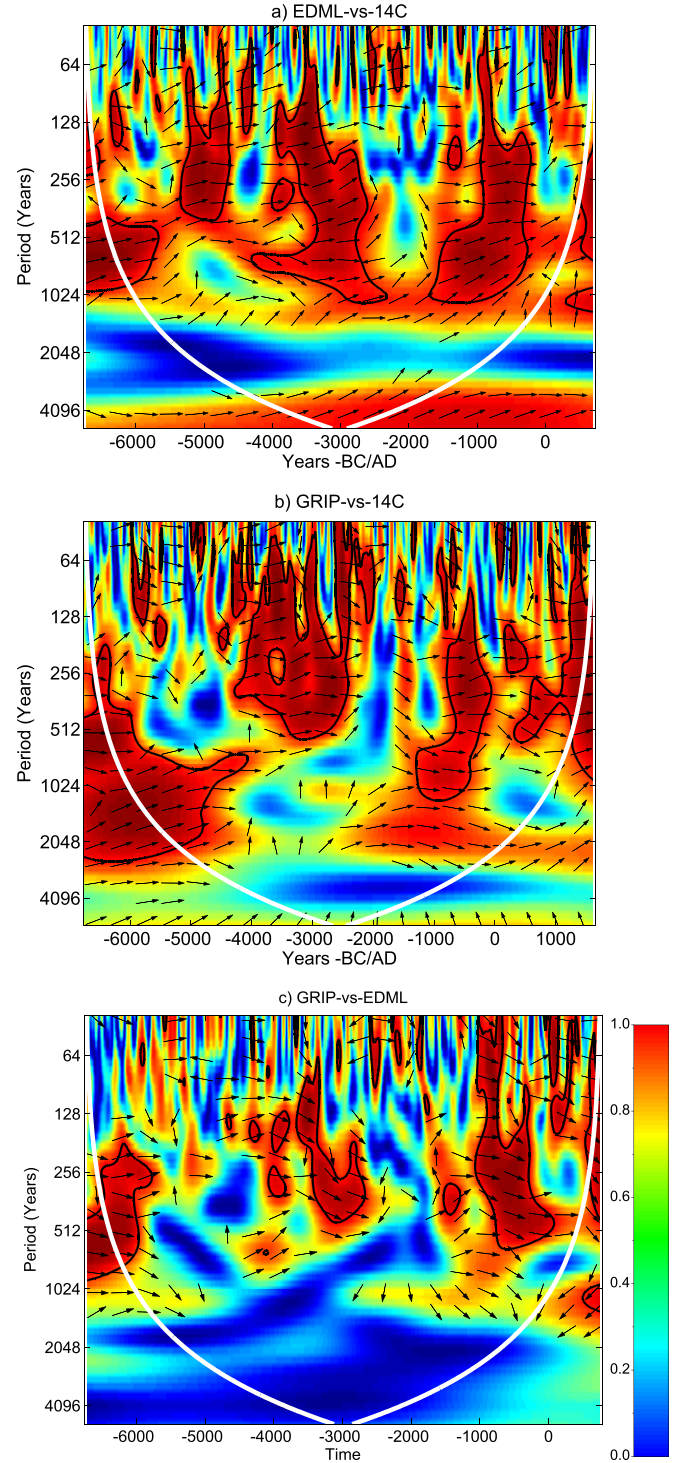 a) EDML-vs-14C
64
128
256
512
1024
2048
4096
Period (Years)
-6000 -5000 -4000 -3000 -2000 -1000 0
Years -BC/AD
b) GRIP-vs-14C
64
128
256
512
1024
2048
4096
Period (Years)
-6000 -5000 -4000 -3000 -2000 -1000 0 1000
Years -BC/AD
c) GRIP-vs-EDML
64
128
256
512
1024
2048
4096
Period (Years)
-6000 -5000 -4000 -3000 -2000 -1000 0
Time
1.0
0.8
0.6
0.4
0.2
0.0